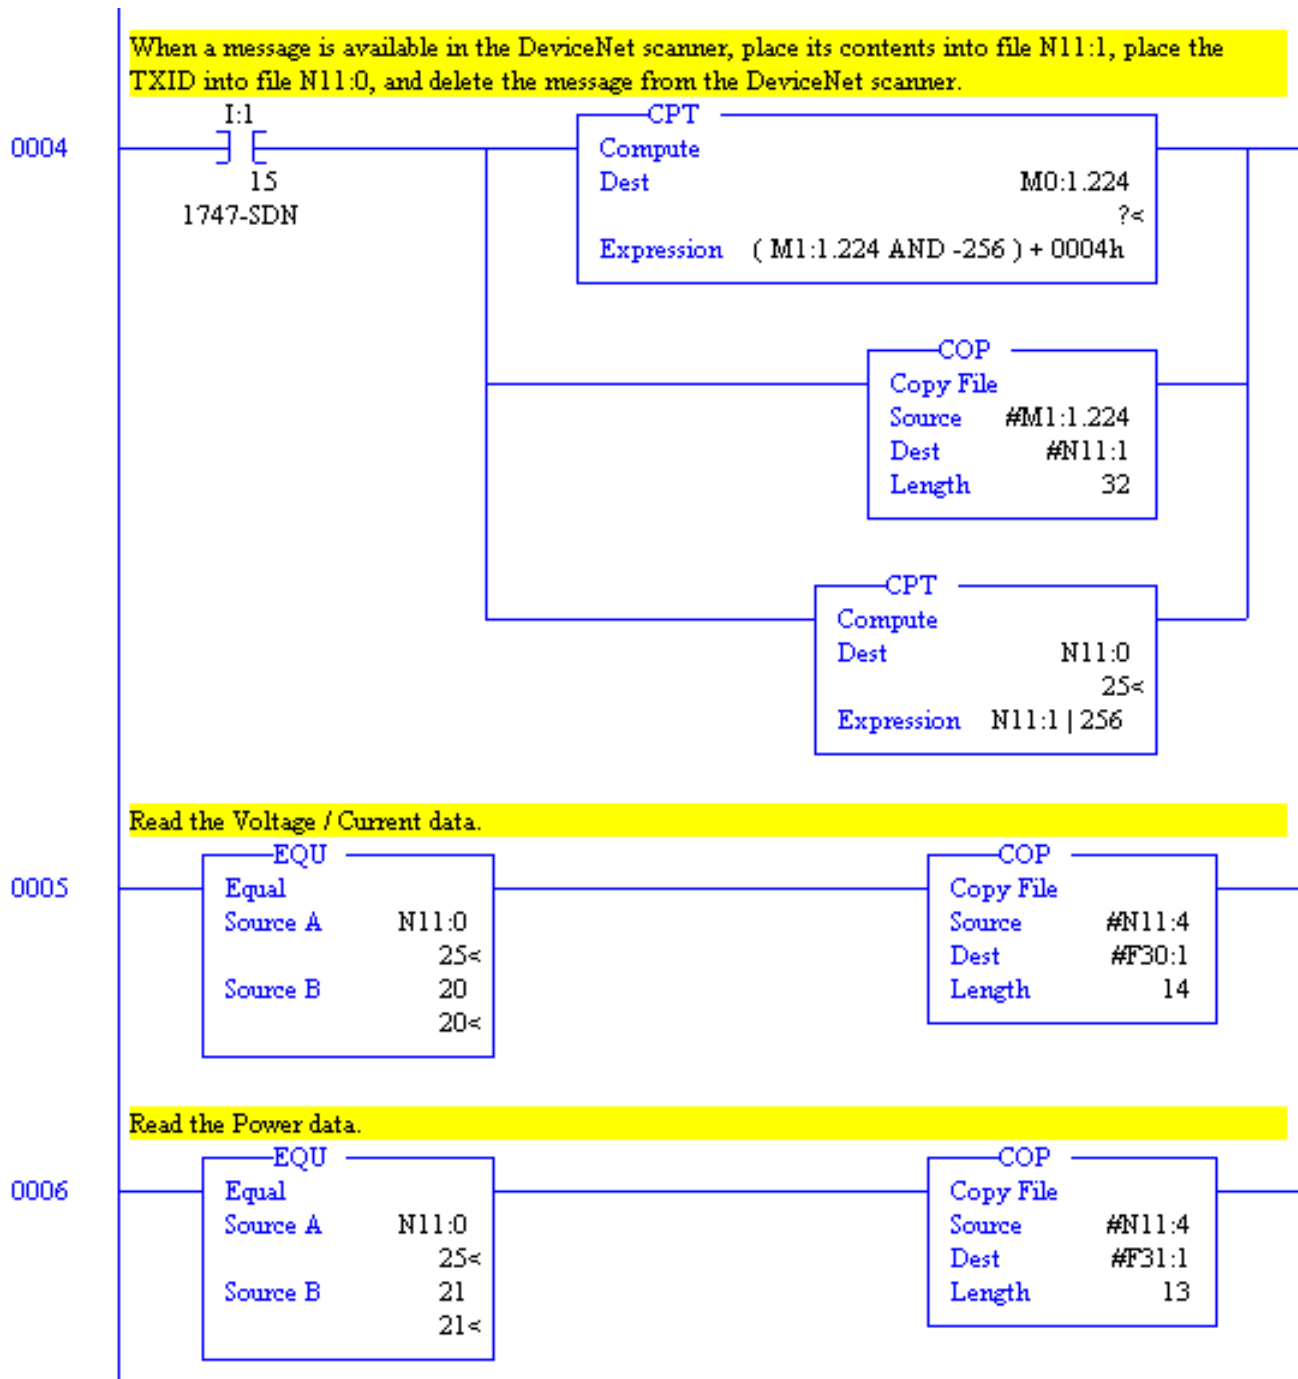 When a message is available in the DeviceNet scanner, place its contents into file N11:1, place the
TXID into file N11:0, and delete the message from the DeviceNet scanner.
0004
I:1
15
1747-SDN
CPT
Compute
Dest M0:1.224
?<
Expression ( M1:1.224 AND -256 ) + 0004h
COP
Copy File
Source #M1:1.224
Dest #N11:1
Length 32
CPT
Compute
Dest N11:0
25<
Expression N11:1 | 256
Read the Voltage / Current data.
0005
EQU
Equal
Source A N11:0
25<
Source B 20
20<
COP
Copy File
Source #N11:4
Dest #F30:1
Length 14
Read the Power data.
0006
EQU
Equal
Source A N11:0
25<
Source B 21
21<
COP
Copy File
Source #N11:4
Dest #F31:1
Length 13